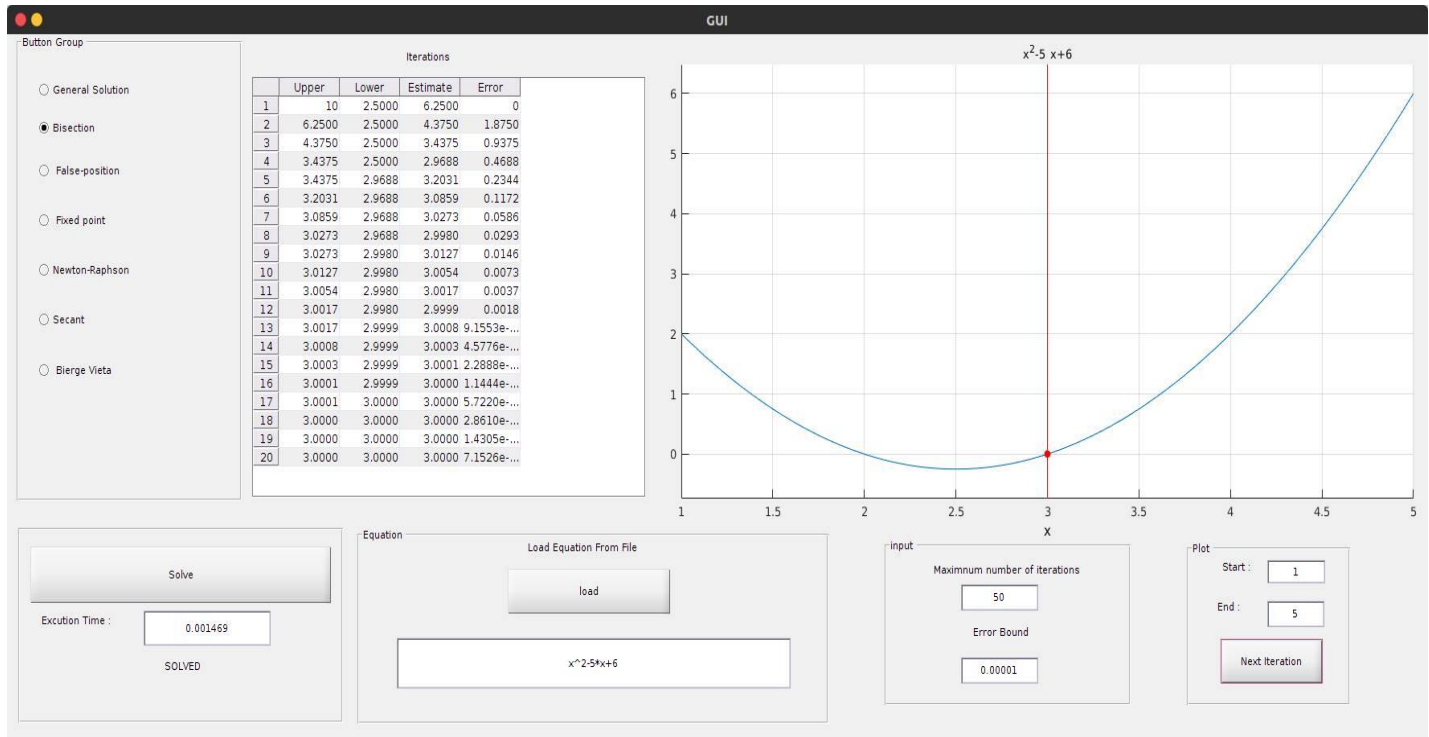 GUI
Button Group
General Solution
Bisection
False-position
Fixed point
Newton-Raphson
Secant
Bierge Vieta
Iterations
Upper Lower Estimate Error
1 10 2.5000 6.2500 0
2 6.2500 2.5000 4.3750 1.8750
3 4.3750 2.5000 3.4375 0.9375
4 3.4375 2.5000 2.9688 0.4688
5 3.4375 2.9688 3.2031 0.2344
6 3.2031 2.9688 3.0859 0.1172
7 3.0859 2.9688 3.0273 0.0586
8 3.0273 2.9688 2.9980 0.0293
9 3.0273 2.9980 3.0127 0.0146
10 3.0127 2.9980 3.0054 0.0073
11 3.0054 2.9980 3.0017 0.0037
12 3.0017 2.9980 2.9999 0.0018
13 3.0017 2.9999 3.0008 9.1553e-...
14 3.0008 2.9999 3.0003 4.5776e-...
15 3.0003 2.9999 3.0001 2.2888e-...
16 3.0001 2.9999 3.0000 1.1444e-...
17 3.0001 3.0000 3.0000 5.7220e-...
18 3.0000 3.0000 3.0000 2.8610e-...
19 3.0000 3.0000 3.0000 1.4305e-...
20 3.0000 3.0000 3.0000 7.1526e-...
x²-5 x+6
6
5
4
3
2
1
0
1 1.5 2 2.5 3 3.5 4 4.5 5
x
Solve
Excution Time :
0.001469
SOLVED
Equation
Load Equation From File
load
x^2-5*x+6
input
Maximnum number of iterations
50
Error Bound
0.00001
Plot
Start :
1
End :
5
Next Iteration